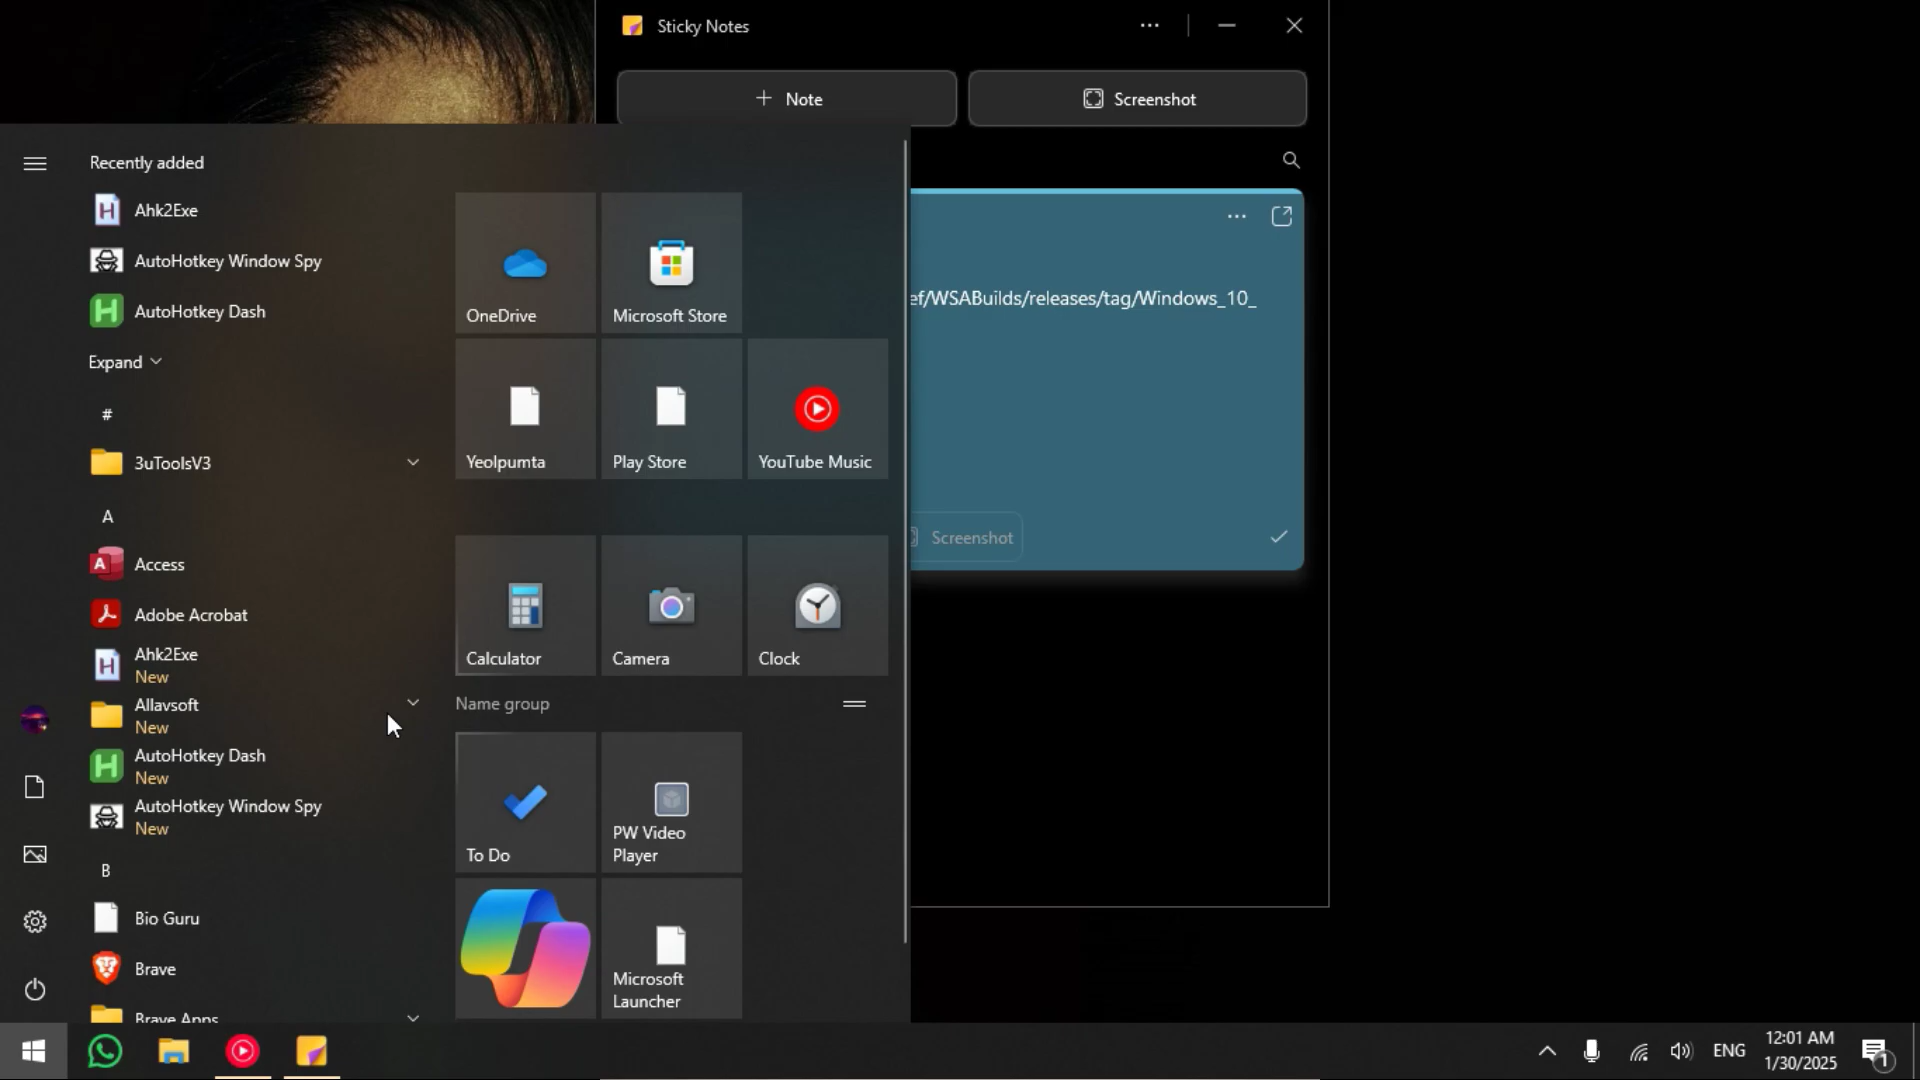 Sticky Notes
Note
Screenshot
Recently added
Ahk2Exe
AutoHotkey Window Spy
AutoHotkey Dash
Expand
#
3uToolsV3
A
Access
Adobe Acrobat
Ahk2Exe
New
Allavsoft
New
AutoHotkey Dash
New
AutoHotkey Window Spy
New
B
Bio Guru
Brave
Brave Apps
OneDrive
Microsoft Store
Yeolpumta
Play Store
YouTube Music
Calculator
Camera
Clock
Name group
To Do
PW Video
Player
Microsoft
Launcher
ef/WSABuilds/releases/tag/Windows_10_
Screenshot
ENG
12:01 AM
1/30/2025
1